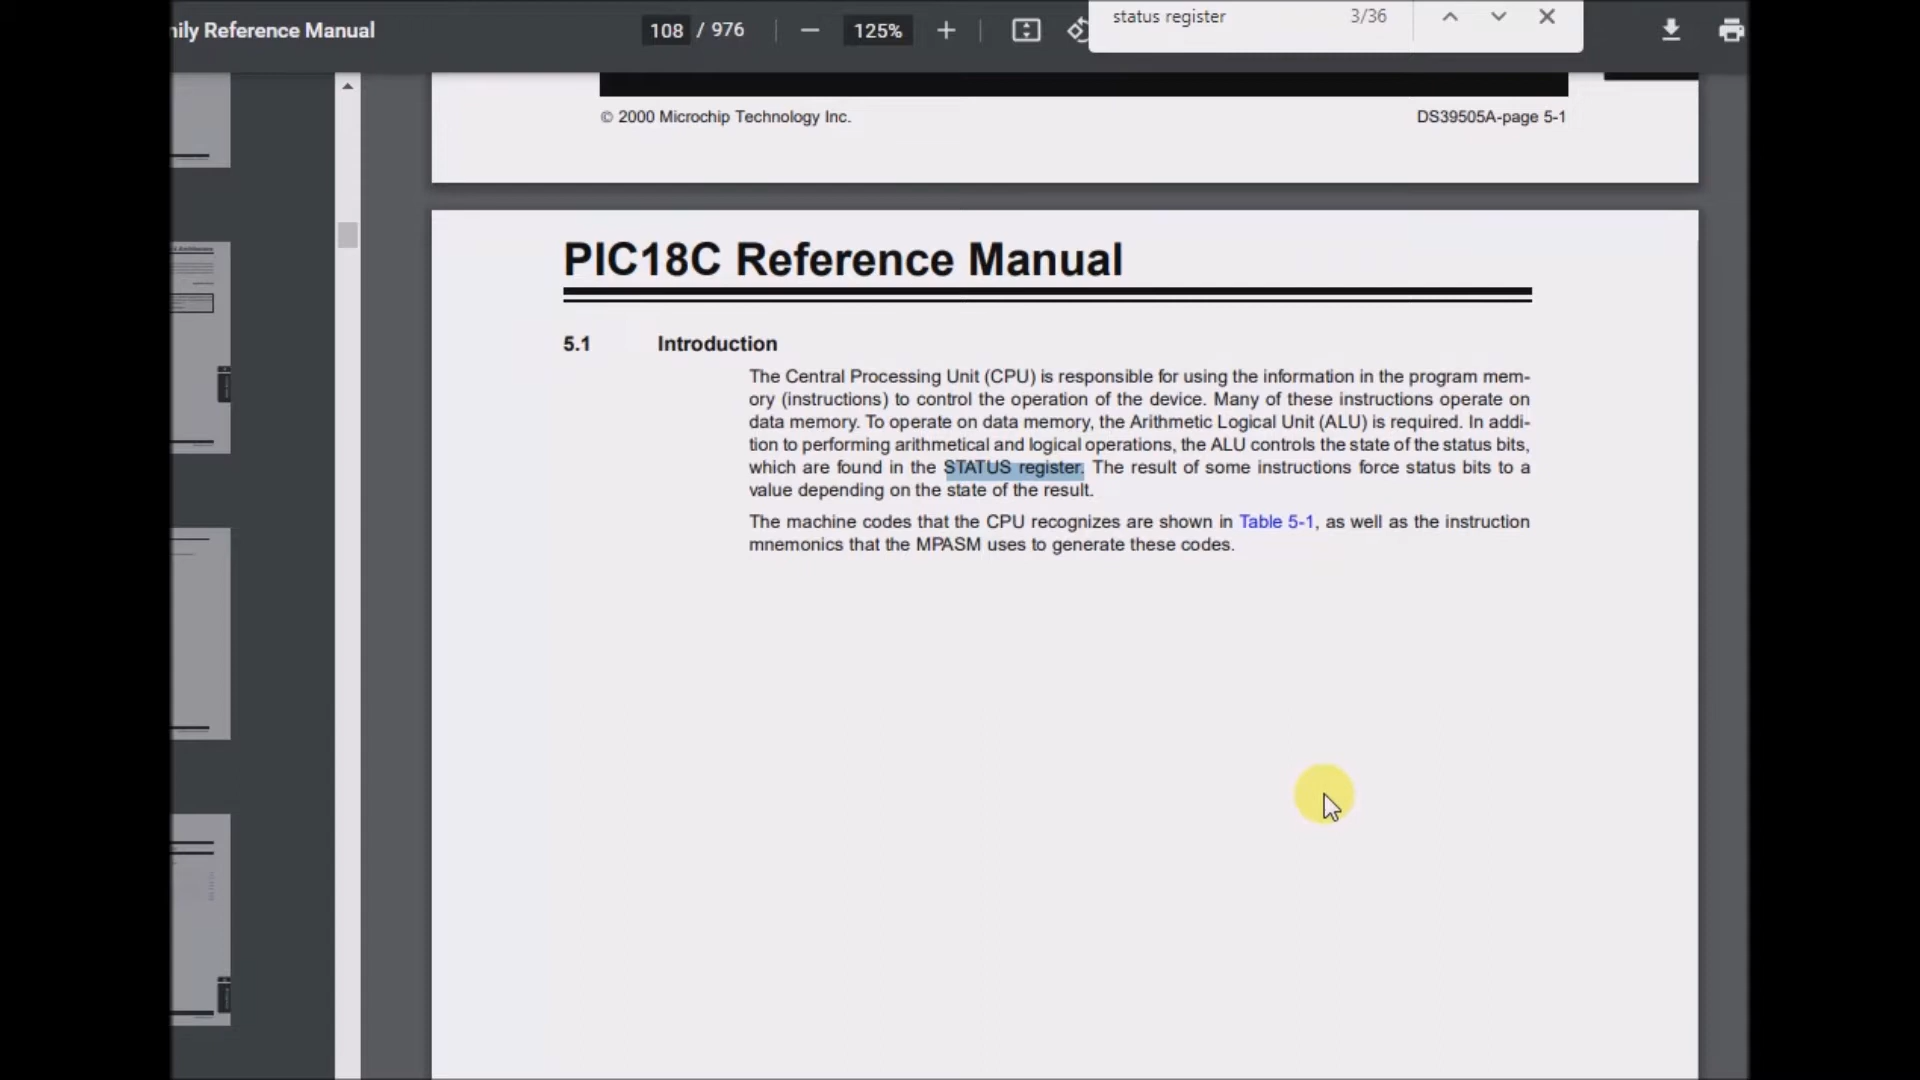 nily Reference Manual
108 / 976
125%
status register
3/36
© 2000 Microchip Technology Inc.
DS39505A-page 5-1
PIC18C Reference Manual
5.1 Introduction
The Central Processing Unit (CPU) is responsible for using the information in the program mem-
ory (instructions) to control the operation of the device. Many of these instructions operate on
data memory. To operate on data memory, the Arithmetic Logical Unit (ALU) is required. In addi-
tion to performing arithmetical and logical operations, the ALU controls the state of the status bits,
which are found in the STATUS register. The result of some instructions force status bits to a
value depending on the state of the result.
The machine codes that the CPU recognizes are shown in Table 5-1, as well as the instruction
mnemonics that the MPASM uses to generate these codes.